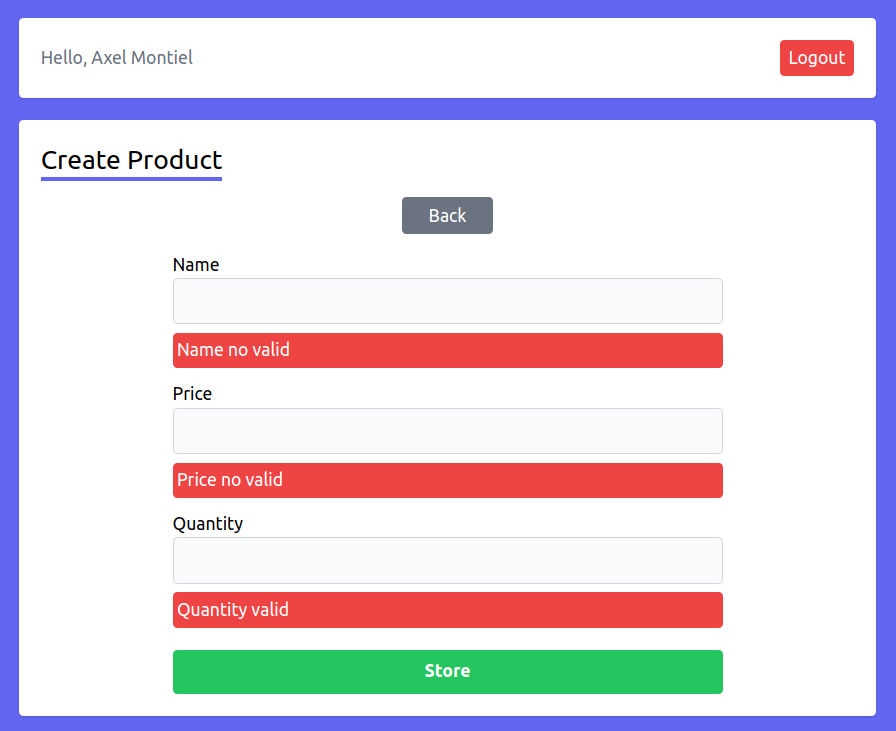 Hello, Axel Montiel
Logout
Create Product
Back
Name
Name no valid
Price
Price no valid
Quantity
Quantity valid
Store